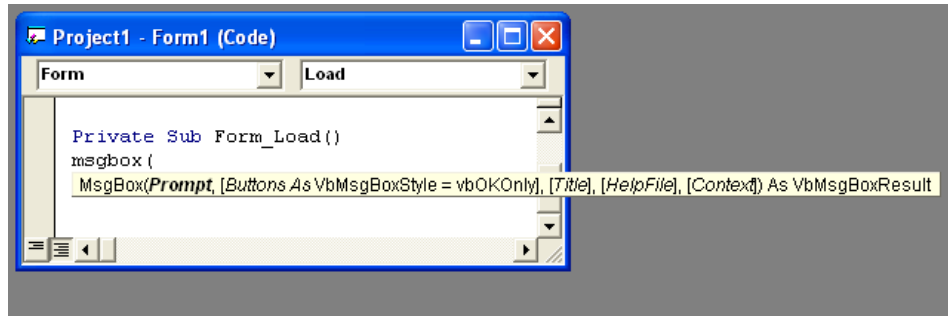 Project1 - Form1 (Code)
Form Load
Private Sub Form_Load()
msgbox(
MsgBox(Prompt, [Buttons As VbMsgBoxStyle = vbOKOnly], [Title], [HelpFile], [Context]) As VbMsgBoxResult